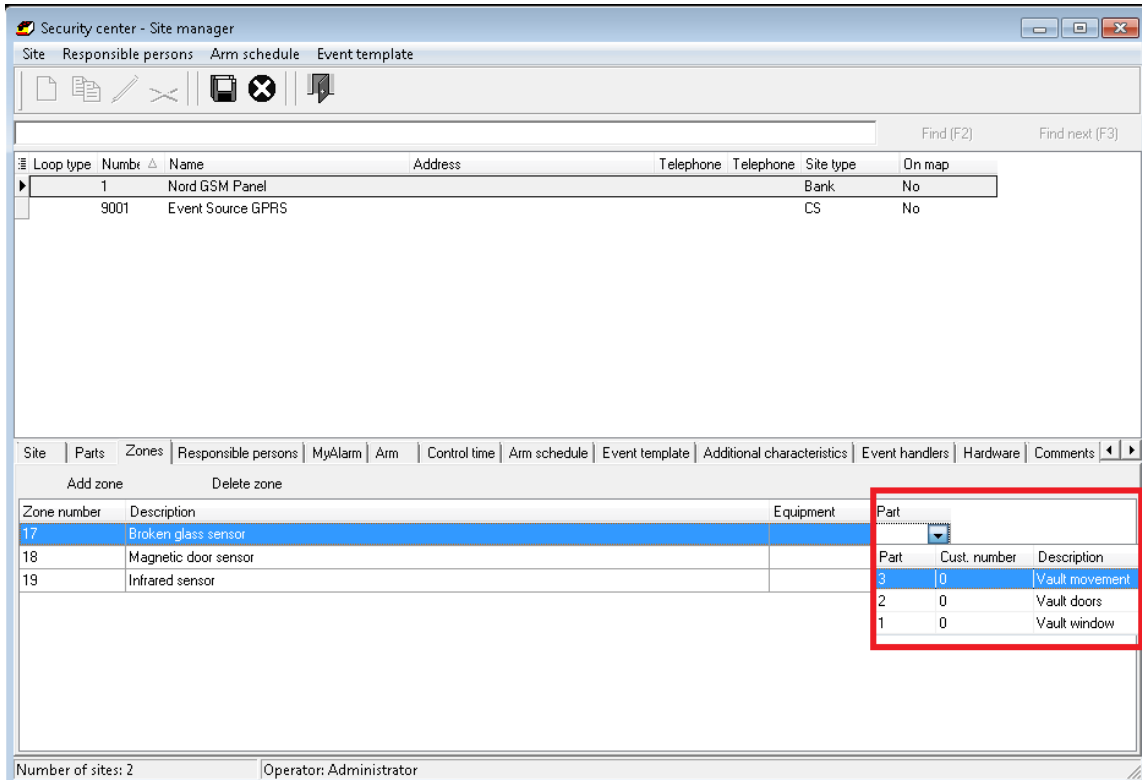 Security center - Site manager
Site Responsible persons Arm schedule Event template
Find (F2) Find next (F3)
Loop type Numbe Name Address Telephone Telephone Site type On map
1 Nord GSM Panel Bank No
9001 Event Source GPRS CS No
Site Parts Zones Responsible persons MyAlarm Arm Control time Arm schedule Event template Additional characteristics Event handlers Hardware Comments
Add zone Delete zone
Zone number Description Equipment Part
17 Broken glass sensor
18 Magnetic door sensor
19 Infrared sensor
Part Cust. number Description
3 0 Vault movement
2 0 Vault doors
1 0 Vault window
Number of sites: 2 Operator: Administrator